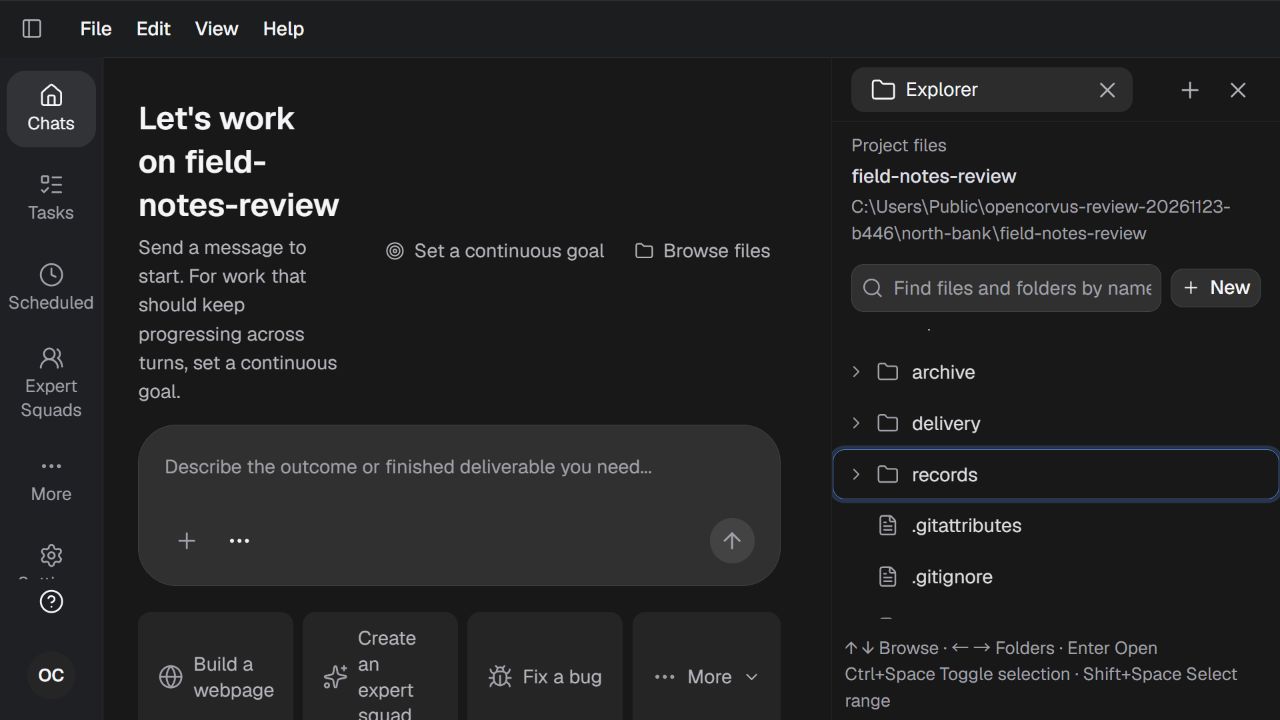 File Edit View Help
Chats
Tasks
Scheduled
Expert
Squads
More
OC
Let's work
on field-
notes-review
Send a message to
start. For work that
should keep
progressing across
turns, set a continuous
goal.
Set a continuous goal
Browse files
Describe the outcome or finished deliverable you need...
Build a
webpage
Create
an
expert
squad
Fix a bug
More
Explorer
Project files
field-notes-review
C:\Users\Public\opencorvus-review-20261123-
b446\north-bank\field-notes-review
Find files and folders by name
New
archive
delivery
records
.gitattributes
.gitignore
↑↓ Browse · ←→ Folders · Enter Open
Ctrl+Space Toggle selection · Shift+Space Select
range